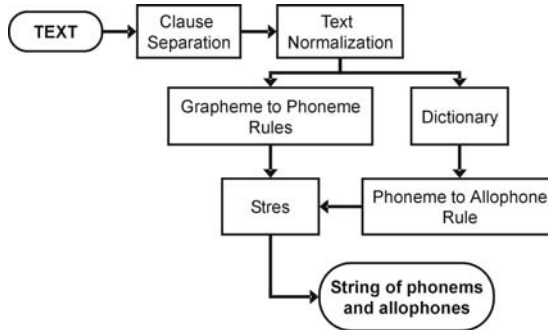 TEXT
Clause
Separation
Text
Normalization
Grapheme to Phoneme
Rules
Dictionary
Stres
Phoneme to Allophone
Rule
String of phonems
and allophones